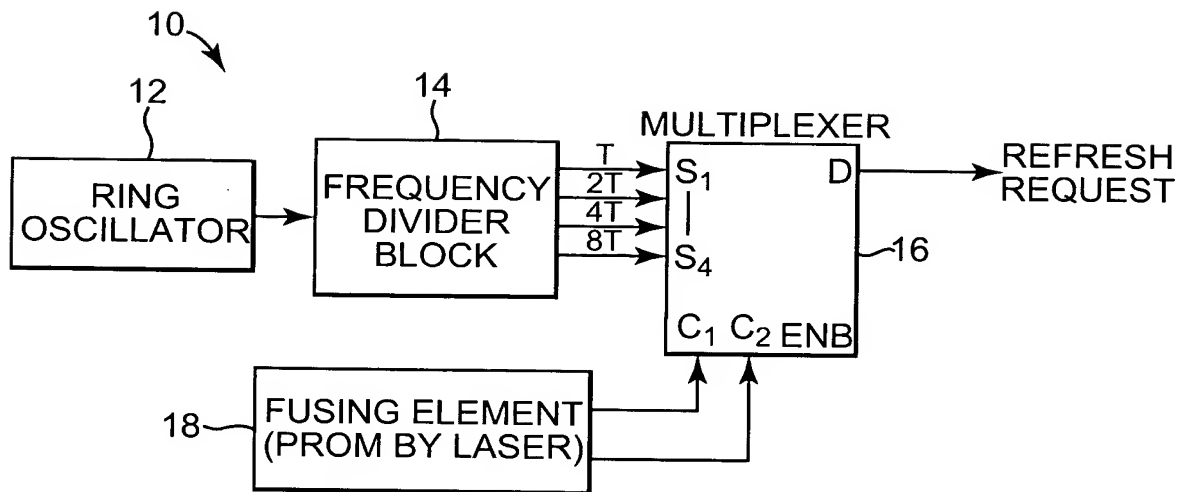 10
12
RING
OSCILLATOR
14
FREQUENCY
DIVIDER
BLOCK
T
2T
4T
8T
MULTIPLEXER
S1
S4
D
C1 C2 ENB
16
REFRESH
REQUEST
18
FUSING ELEMENT
(PROM BY LASER)